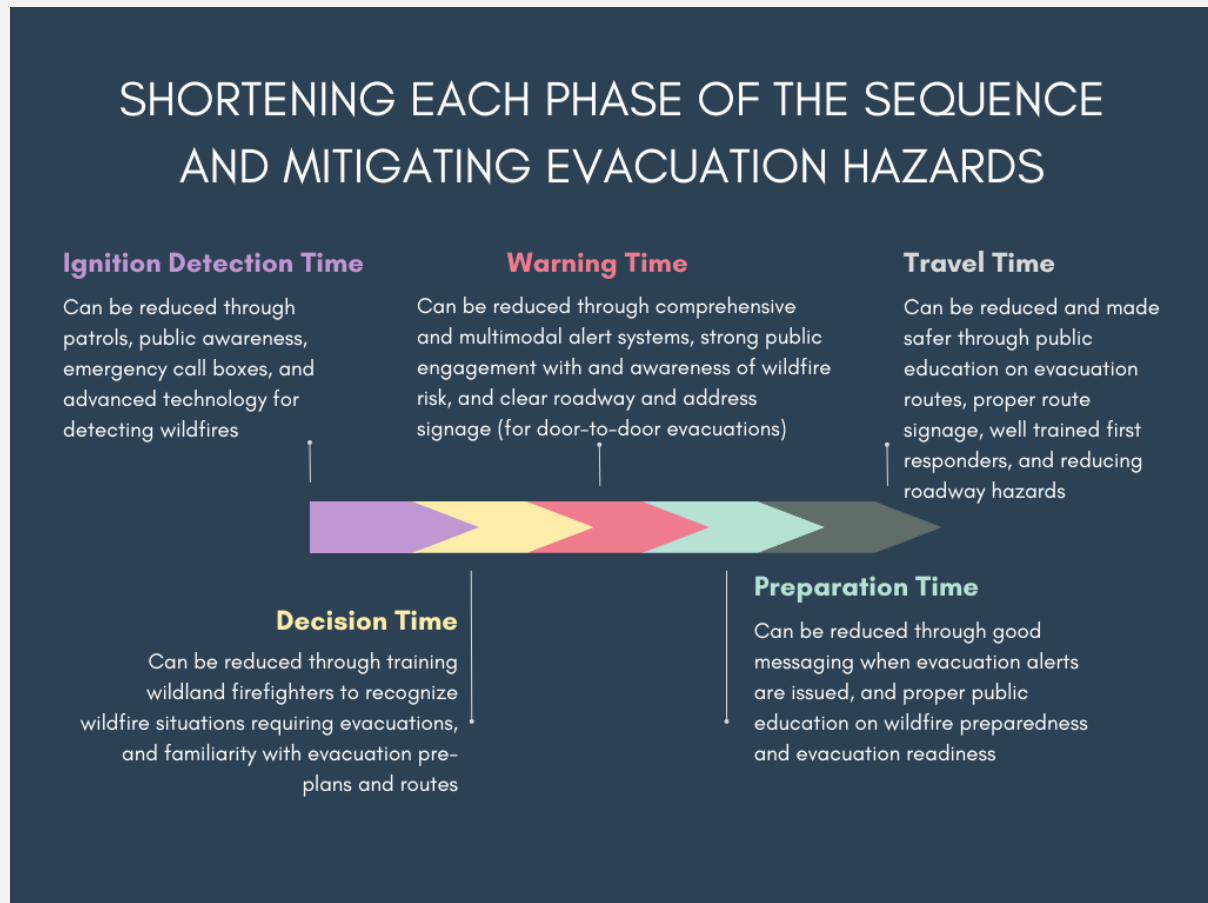 SHORTENING EACH PHASE OF THE SEQUENCE
AND MITIGATING EVACUATION HAZARDS
Ignition Detection Time
Can be reduced through
patrols, public awareness,
emergency call boxes, and
advanced technology for
detecting wildfires
Warning Time
Can be reduced through comprehensive
and multimodal alert systems, strong public
engagement with and awareness of wildfire
risk, and clear roadway and address
signage (for door-to-door evacuations)
Travel Time
Can be reduced and made
safer through public
education on evacuation
routes, proper route
signage, well trained first
responders, and reducing
roadway hazards
Decision Time
Can be reduced through training
wildland firefighters to recognize
wildfire situations requiring evacuations,
and familiarity with evacuation pre-
plans and routes
Preparation Time
Can be reduced through good
messaging when evacuation alerts
are issued, and proper public
education on wildfire preparedness
and evacuation readiness